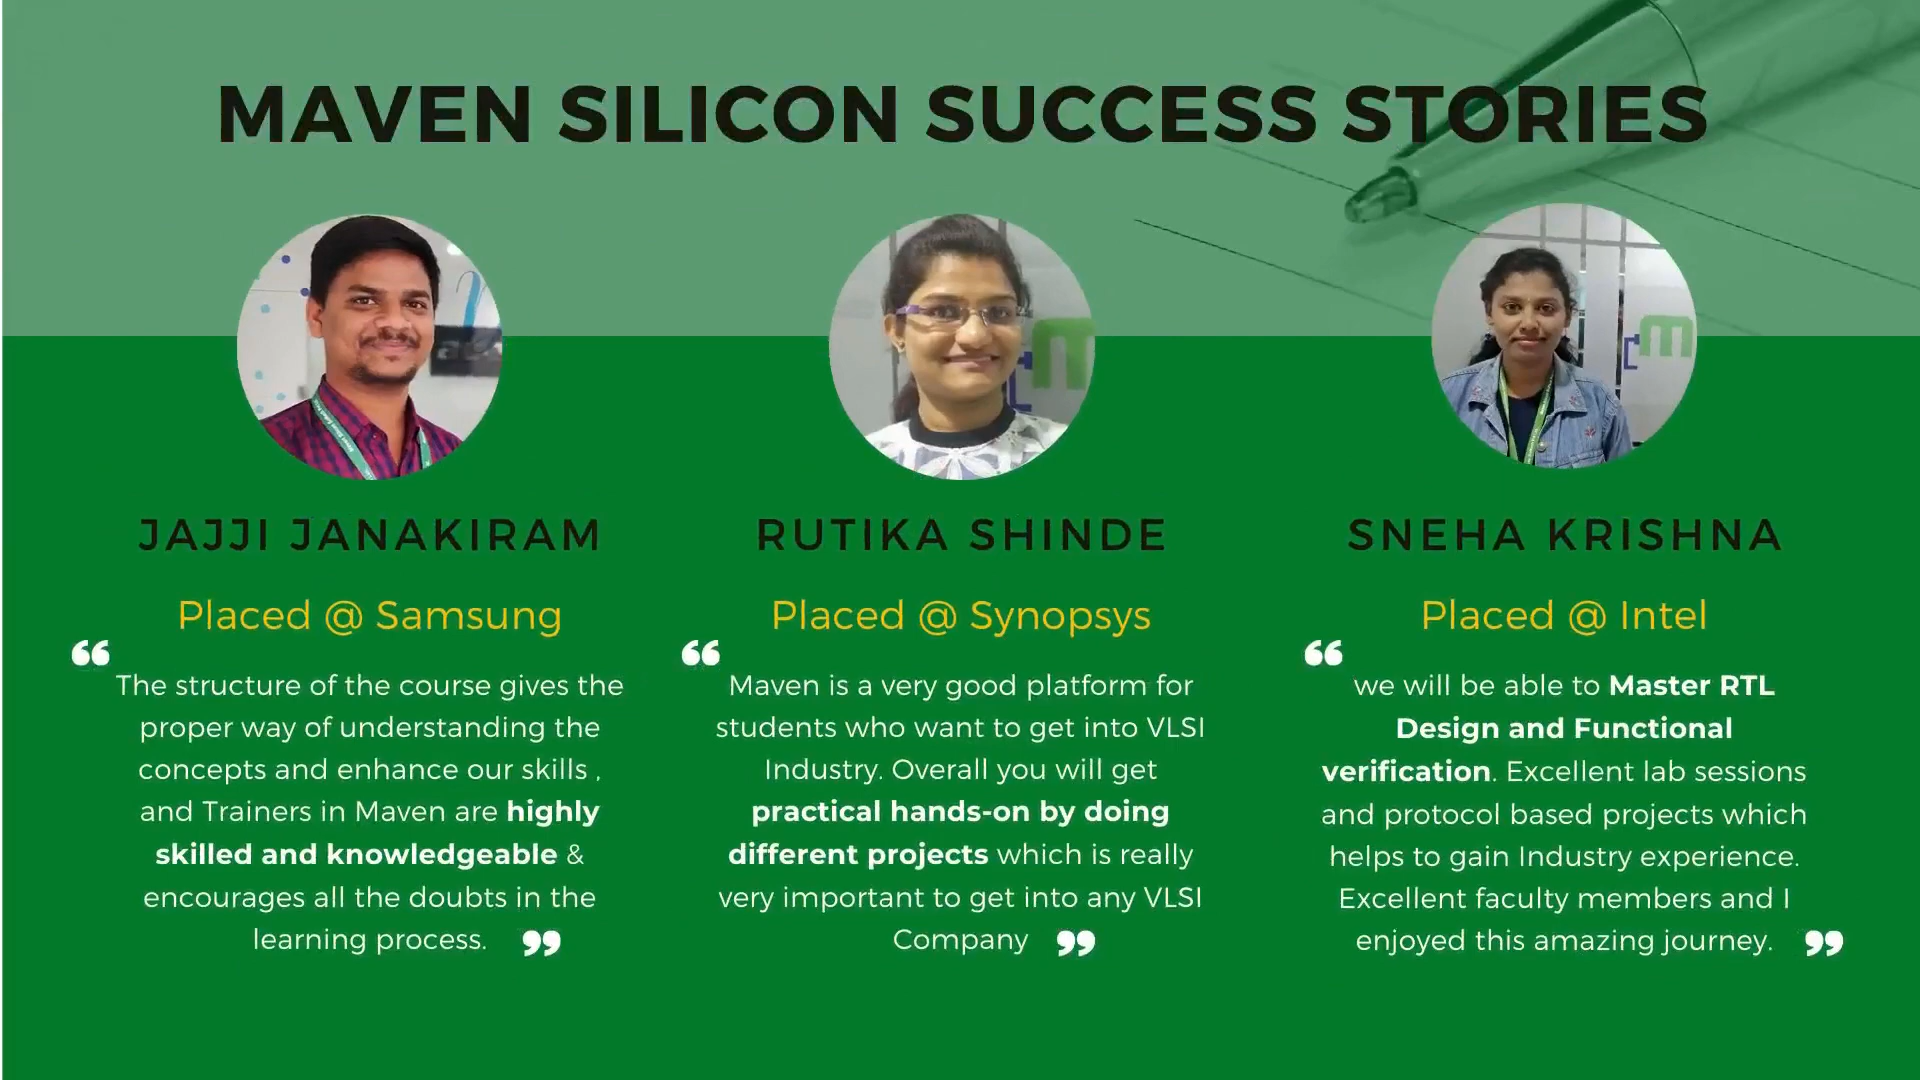 MAVEN SILICON SUCCESS STORIES
JAJJI JANAKIRAM
Placed @ Samsung
“
The structure of the course gives the
proper way of understanding the
concepts and enhance our skills ,
and Trainers in Maven are highly
skilled and knowledgeable &
encourages all the doubts in the
learning process. ”
RUTIKA SHINDE
Placed @ Synopsys
“
Maven is a very good platform for
students who want to get into VLSI
Industry. Overall you will get
practical hands-on by doing
different projects which is really
very important to get into any VLSI
Company ”
SNEHA KRISHNA
Placed @ Intel
“
we will be able to Master RTL
Design and Functional
verification. Excellent lab sessions
and protocol based projects which
helps to gain Industry experience.
Excellent faculty members and I
enjoyed this amazing journey. ”